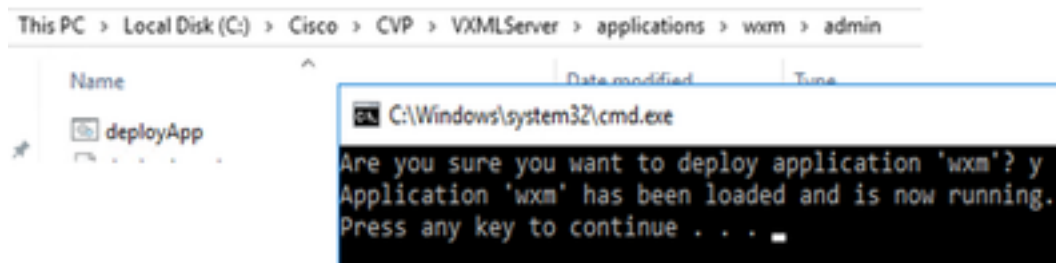 This PC > Local Disk (C:) > Cisco > CVP > VXMLServer > applications > wxm > admin
Name
Date modified
Type
deployApp
C:\Windows\system32\cmd.exe
Are you sure you want to deploy application 'wxm'? y
Application 'wxm' has been loaded and is now running.
Press any key to continue . . .